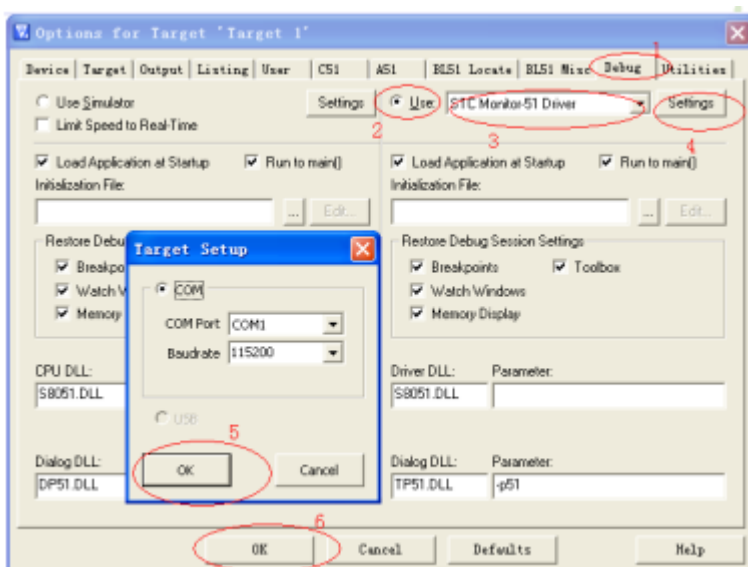 Options for Target 'Target 1'
Device Target Output Listing User C51 A51 BL51 Locate BL51 Misc Debug Utilities
1
Use Simulator Settings Use: STC Monitor-51 Driver Settings
Limit Speed to Real-Time
2 3 4
Load Application at Startup Run to main() Load Application at Startup Run to main()
Initialization File: Initialization File:
... Edit... ... Edit...
Restore Debu Restore Debug Session Settings
Breakpo Breakpoints Toolbox
Watch W Watch Windows
Memory Memory Display
Target Setup
COM
COM Port COM1
Baudrate 115200
USB
5
OK Cancel
CPU DLL: Driver DLL: Parameter:
S8051.DLL S8051.DLL
Dialog DLL: Dialog DLL: Parameter:
DP51.DLL TP51.DLL -p51
6
OK Cancel Defaults Help